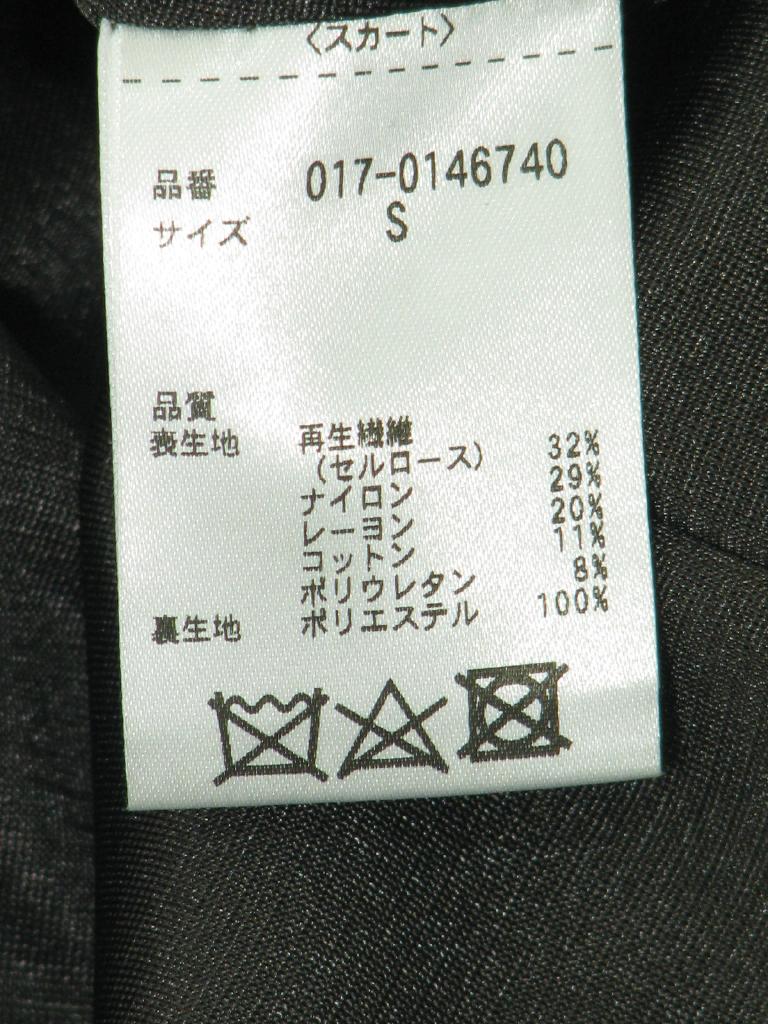 〈スカート〉
品番 017-0146740
サイズ S
品質
表生地 再生繊維 32%
(セルロース)
ナイロン 29%
レーヨン 20%
コットン 11%
ポリウレタン 8%
裏生地 ポリエステル 100%